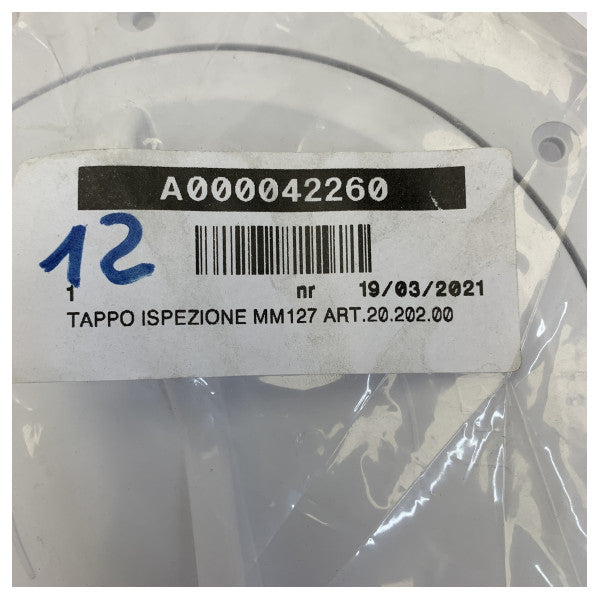 A000042260
12
1 nr 19/03/2021
TAPPO ISPEZIONE MM127 ART.20.202.00